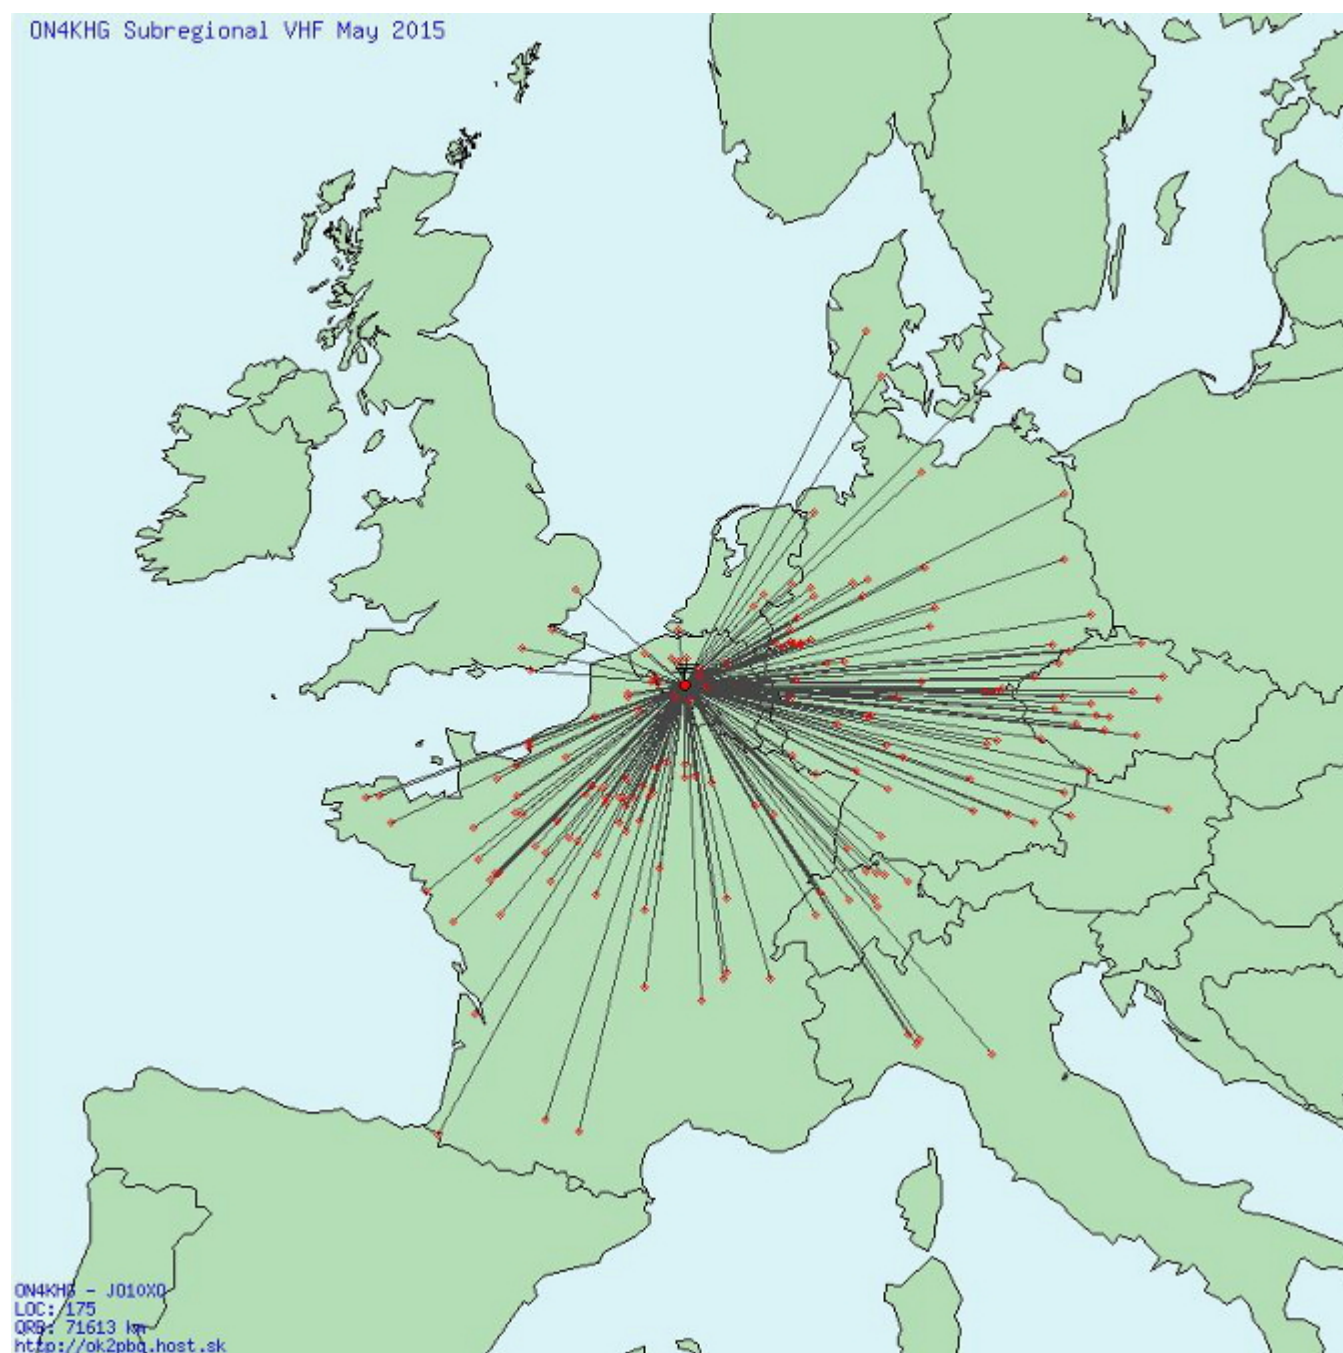 ON4KHG Subregional VHF May 2015
ON4KHG - JO10XO
LOC: 175
QRB: 71613 km
http://ok2pbq.host.sk